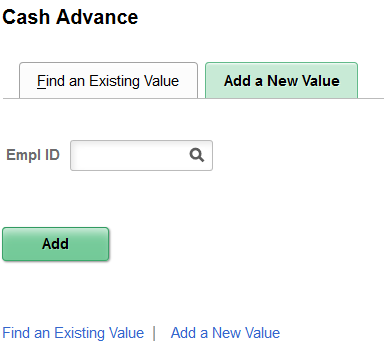 Cash Advance
Find an Existing Value
Add a New Value
Empl ID
Add
Find an Existing Value | Add a New Value